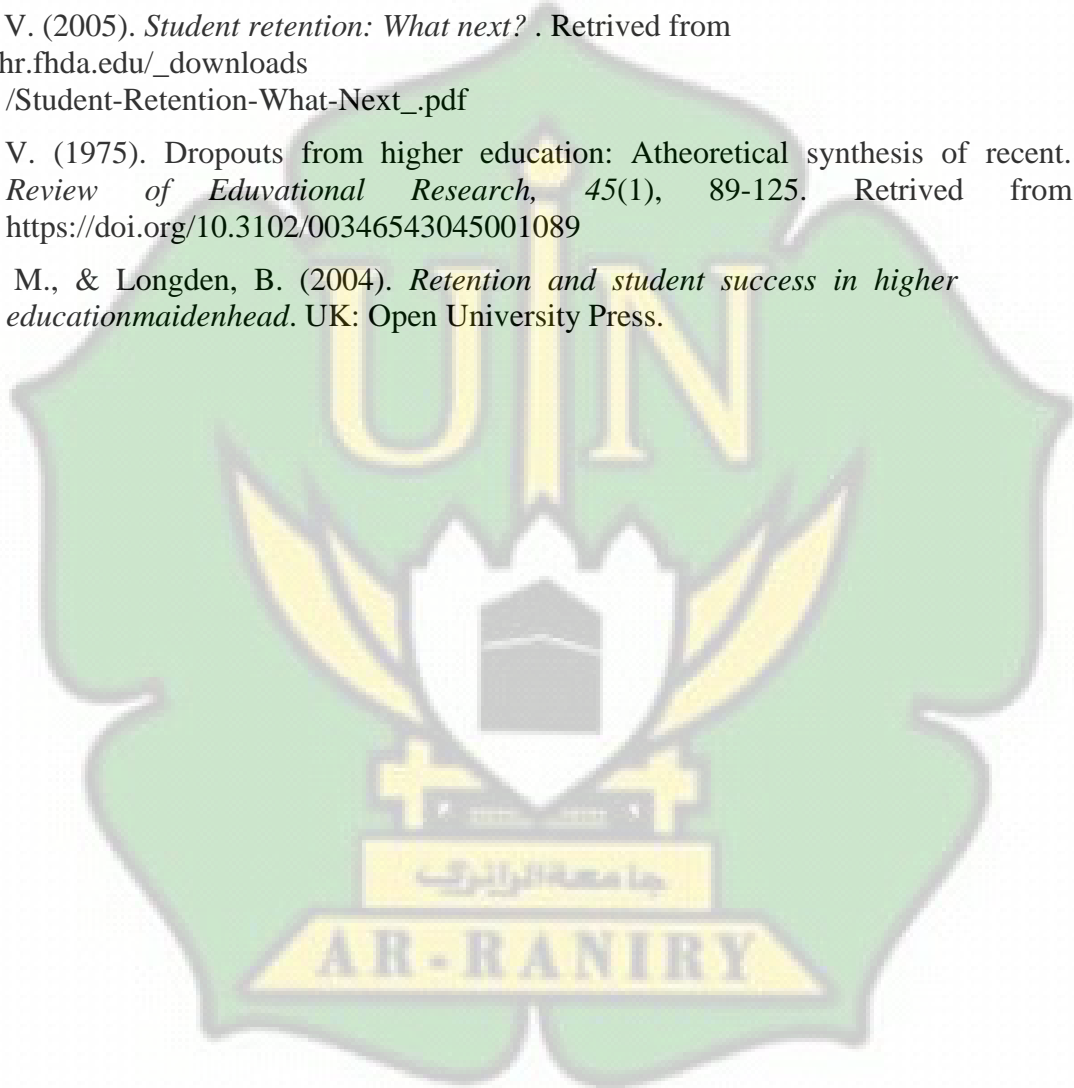 V. (2005). Student retention: What next? . Retrived from
hr.fhda.edu/_downloads
/Student-Retention-What-Next_.pdf
V. (1975). Dropouts from higher education: Atheoretical synthesis of recent.
Review of Eduvational Research, 45(1), 89-125. Retrived from
https://doi.org/10.3102/00346543045001089
M., & Longden, B. (2004). Retention and student success in higher
educationmaidenhead. UK: Open University Press.
UIN
جامعةالرانري
AR-RANIRY